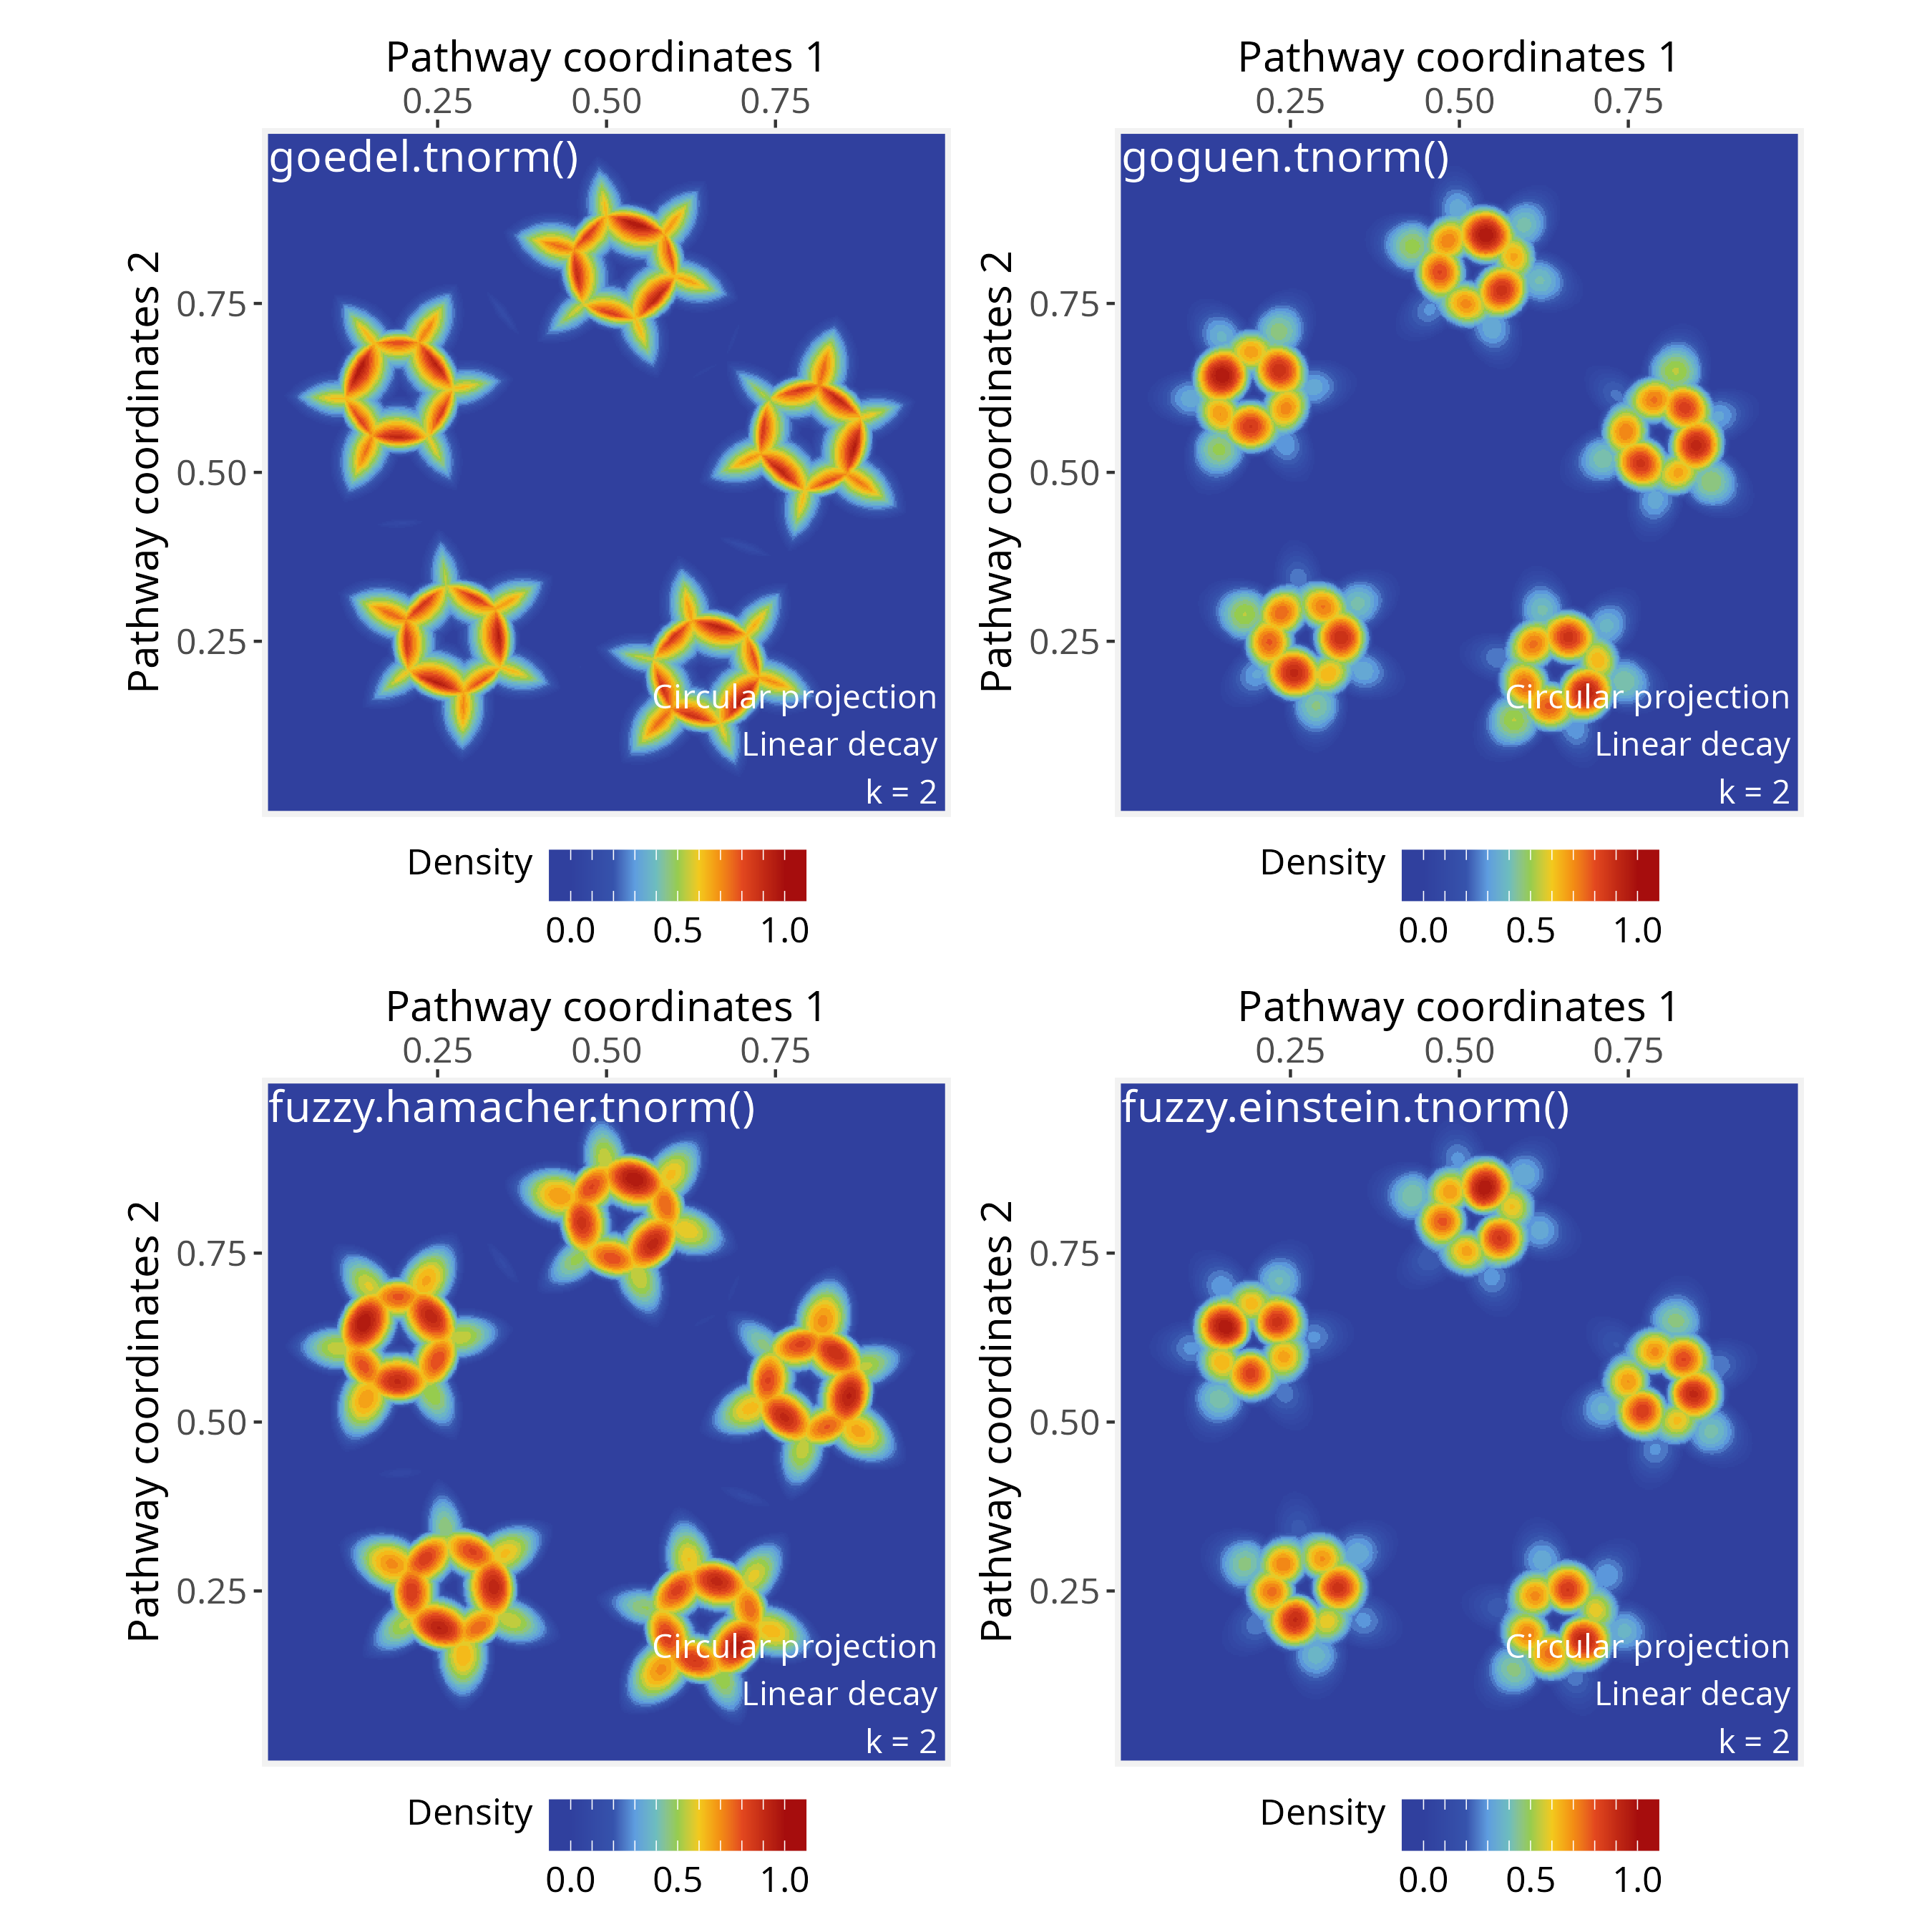 Pathway coordinates 1
0.25 0.50 0.75
Pathway coordinates 2
0.75
0.50
0.25
goedel.tnorm()
Circular projection
Linear decay
k = 2
Density
0.0 0.5 1.0
Pathway coordinates 1
0.25 0.50 0.75
Pathway coordinates 2
0.75
0.50
0.25
goguen.tnorm()
Circular projection
Linear decay
k = 2
Density
0.0 0.5 1.0
Pathway coordinates 1
0.25 0.50 0.75
Pathway coordinates 2
0.75
0.50
0.25
fuzzy.hamacher.tnorm()
Circular projection
Linear decay
k = 2
Density
0.0 0.5 1.0
Pathway coordinates 1
0.25 0.50 0.75
Pathway coordinates 2
0.75
0.50
0.25
fuzzy.einstein.tnorm()
Circular projection
Linear decay
k = 2
Density
0.0 0.5 1.0